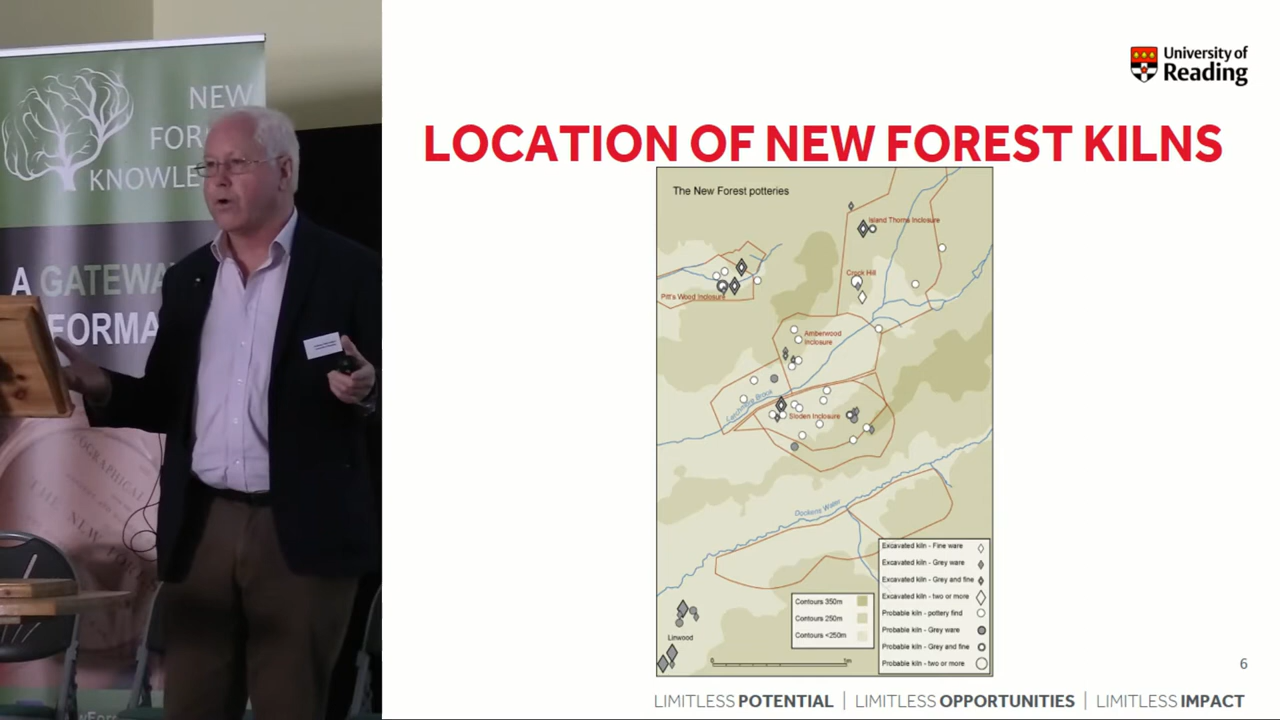 NEW
FOR
KNOWLE
A GATEWA
FORMA
University of
Reading
LOCATION OF NEW FOREST KILNS
The New Forest potteries
Island Thorns Inclosure
Crock Hill
Pitt's Wood Inclosure
Amberwood
Inclosure
Latchmore Brook
Sloden Inclosure
Dockens Water
Linwood
Contours 350m
Contours 250m
Contours <250m
Excavated kiln - Fine ware
Excavated kiln - Grey ware
Excavated kiln - Grey and fine
Excavated kiln - two or more
Probable kiln - pottery find
Probable kiln - Grey ware
Probable kiln - Grey and fine
Probable kiln - two or more
0
6
LIMITLESS POTENTIAL | LIMITLESS OPPORTUNITIES | LIMITLESS IMPACT